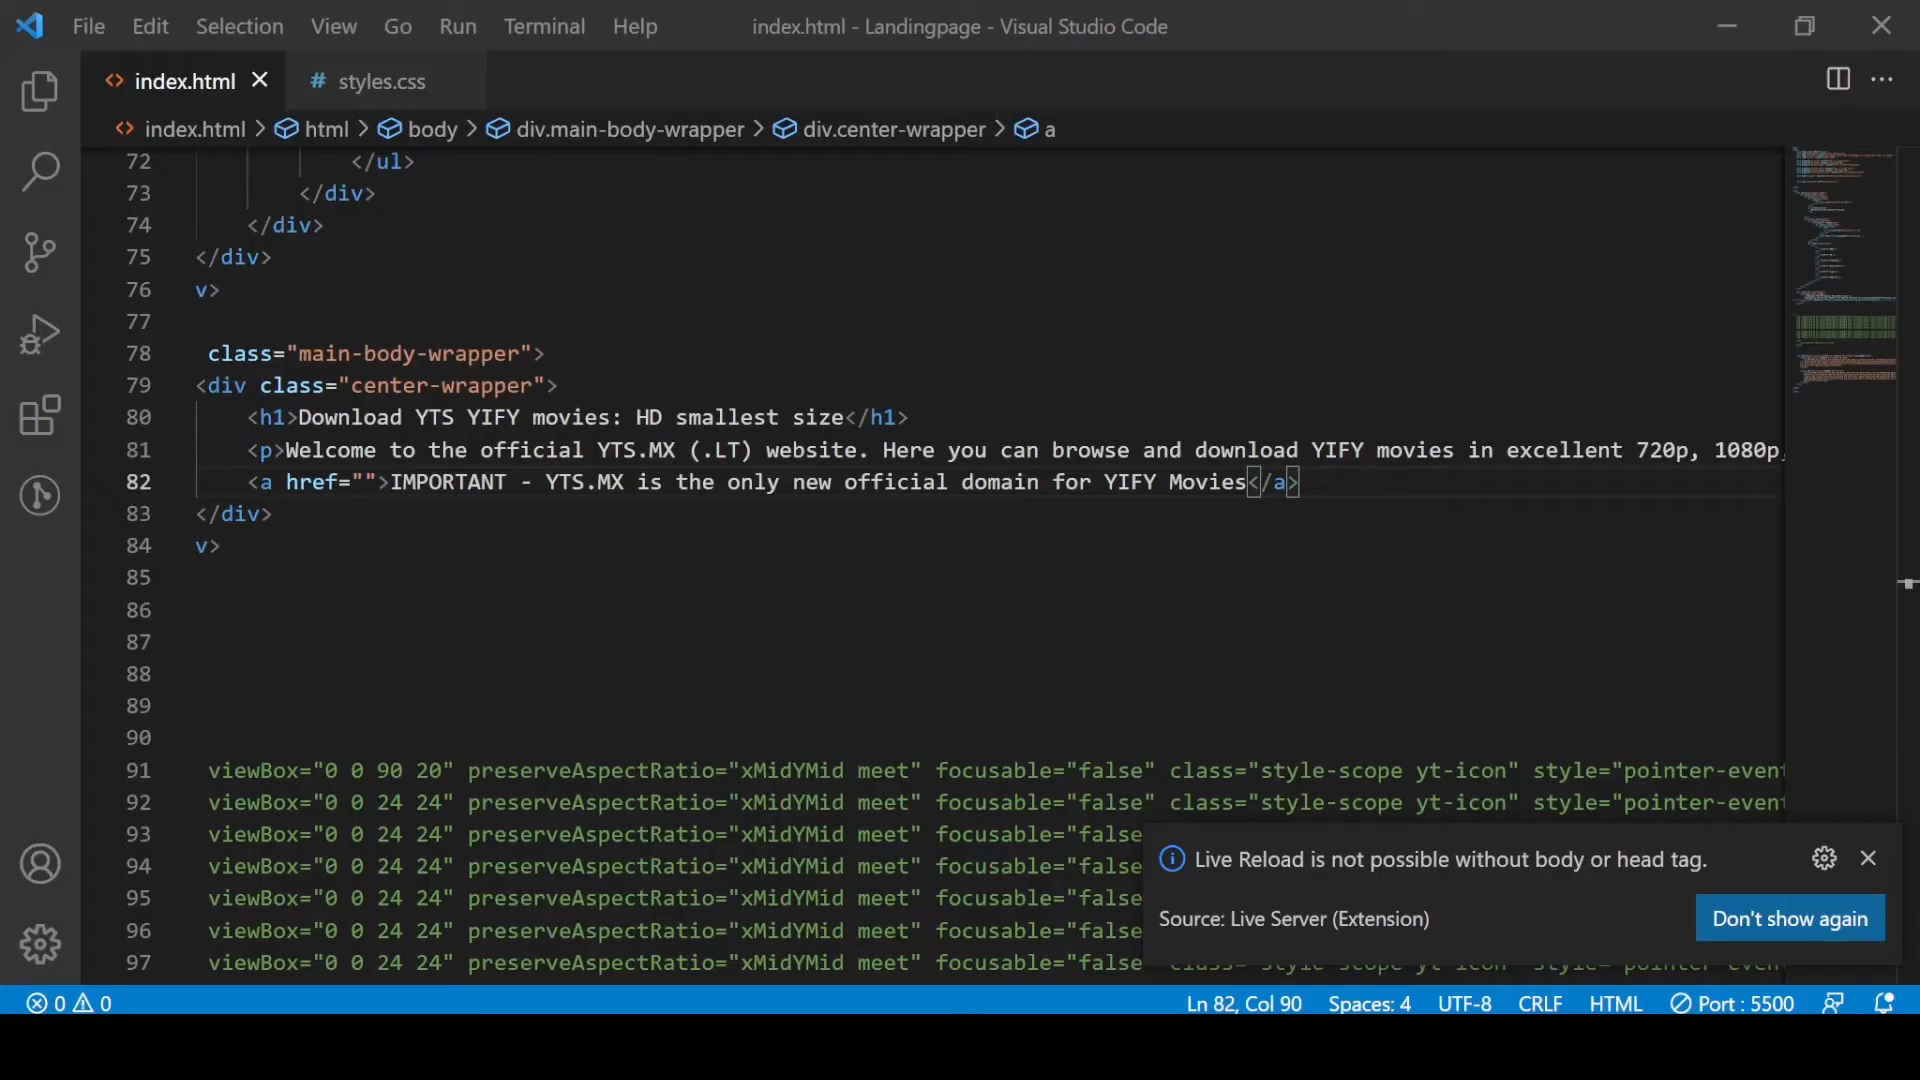 File Edit Selection View Go Run Terminal Help index.html - Landingpage - Visual Studio Code
<> index.html # styles.css
<> index.html > html > body > div.main-body-wrapper > div.center-wrapper > a
72 </ul>
73 </div>
74 </div>
75 </div>
76 v>
77
78 class="main-body-wrapper">
79 <div class="center-wrapper">
80 <h1>Download YTS YIFY movies: HD smallest size</h1>
81 <p>Welcome to the official YTS.MX (.LT) website. Here you can browse and download YIFY movies in excellent 720p, 1080p,
82 <a href="">IMPORTANT - YTS.MX is the only new official domain for YIFY Movies</a>
83 </div>
84 v>
85
86
87
88
89
90
91 viewBox="0 0 90 20" preserveAspectRatio="xMidYMid meet" focusable="false" class="style-scope yt-icon" style="pointer-event
92 viewBox="0 0 24 24" preserveAspectRatio="xMidYMid meet" focusable="false" class="style-scope yt-icon" style="pointer-event
93 viewBox="0 0 24 24" preserveAspectRatio="xMidYMid meet" focusable="false
94 viewBox="0 0 24 24" preserveAspectRatio="xMidYMid meet" focusable="false
95 viewBox="0 0 24 24" preserveAspectRatio="xMidYMid meet" focusable="false
96 viewBox="0 0 24 24" preserveAspectRatio="xMidYMid meet" focusable="false
97 viewBox="0 0 24 24" preserveAspectRatio="xMidYMid meet" focusable="false
Live Reload is not possible without body or head tag.
Source: Live Server (Extension) Don't show again
0 0 Ln 82, Col 90 Spaces: 4 UTF-8 CRLF HTML Port : 5500